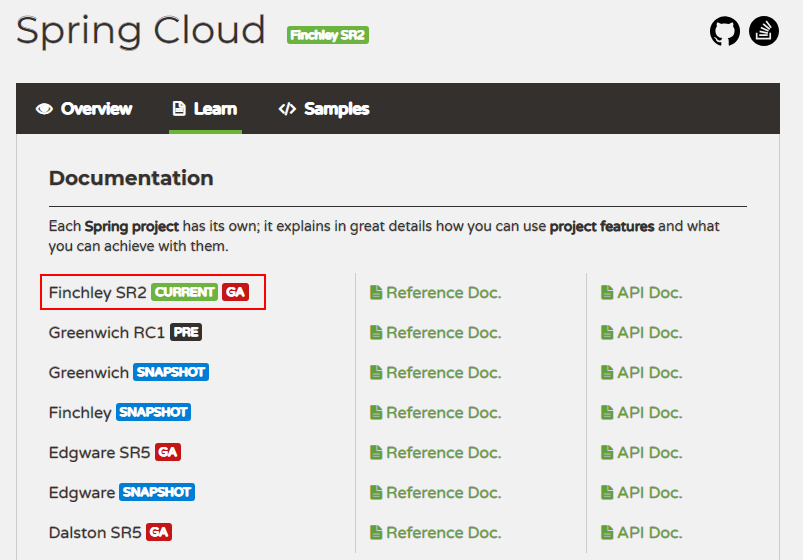 Spring Cloud Finchley SR2
Overview Learn Samples
Documentation
Each Spring project has its own; it explains in great details how you can use project features and what
you can achieve with them.
Finchley SR2 CURRENT GA Reference Doc. API Doc.
Greenwich RC1 PRE Reference Doc. API Doc.
Greenwich SNAPSHOT Reference Doc. API Doc.
Finchley SNAPSHOT Reference Doc. API Doc.
Edgware SR5 GA Reference Doc. API Doc.
Edgware SNAPSHOT Reference Doc. API Doc.
Dalston SR5 GA Reference Doc. API Doc.